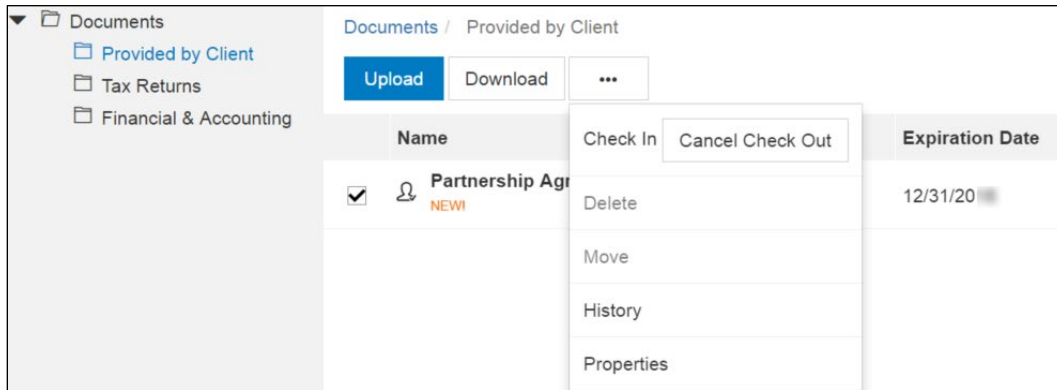 Documents
Provided by Client
Tax Returns
Financial & Accounting
Documents / Provided by Client
Upload Download •••
Name Expiration Date
Check In Cancel Check Out
Partnership
NEW!
12/31/20
Delete
Move
History
Properties